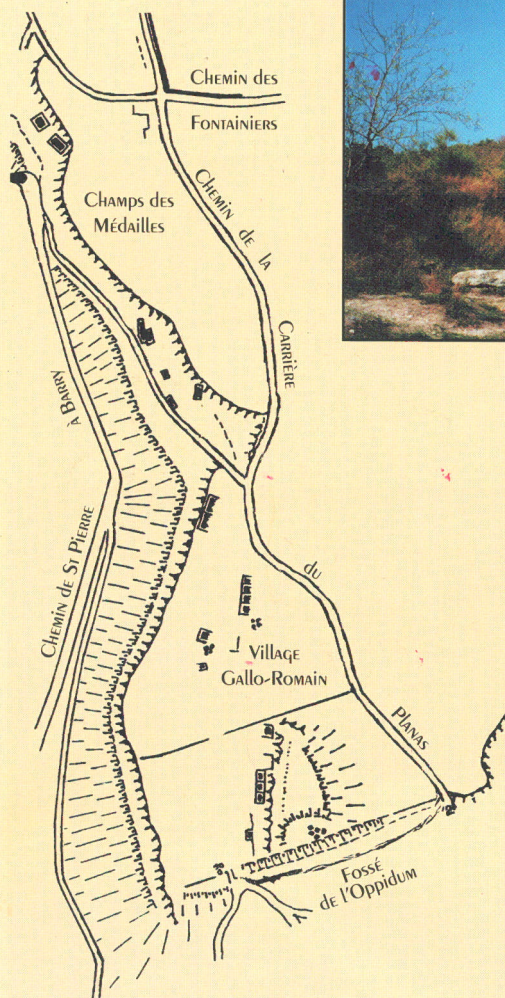 Chemin des
Fontainiers
Champs des
Médailles
Chemin de la Carrière du Planas
à Barry
Chemin de St Pierre
Village
Gallo-Romain
Fossé
de l'Oppidum